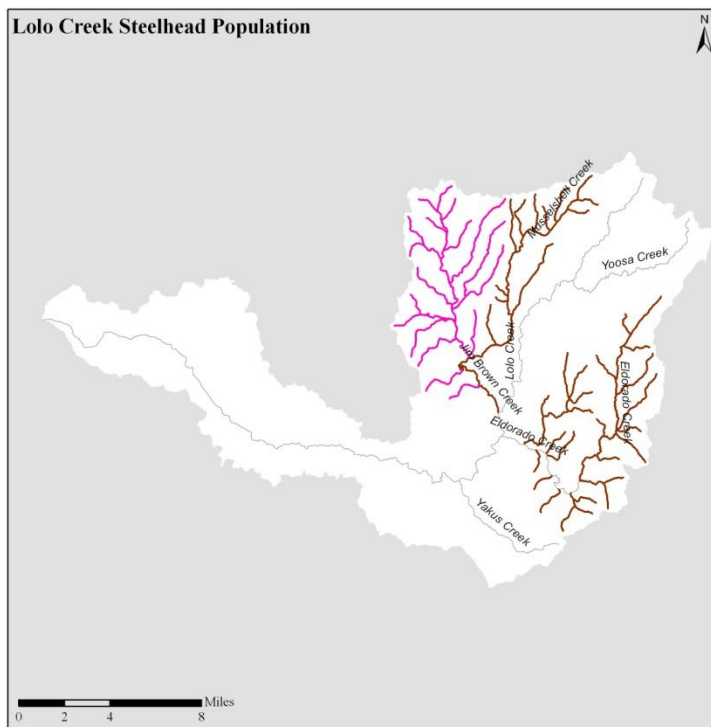 Lolo Creek Steelhead Population
N
Musselshell Creek
Yoosa Creek
Lolo Creek
Jim Brown Creek
Eldorado Creek
Eldorado Creek
Yakus Creek
Miles
0 2 4 8